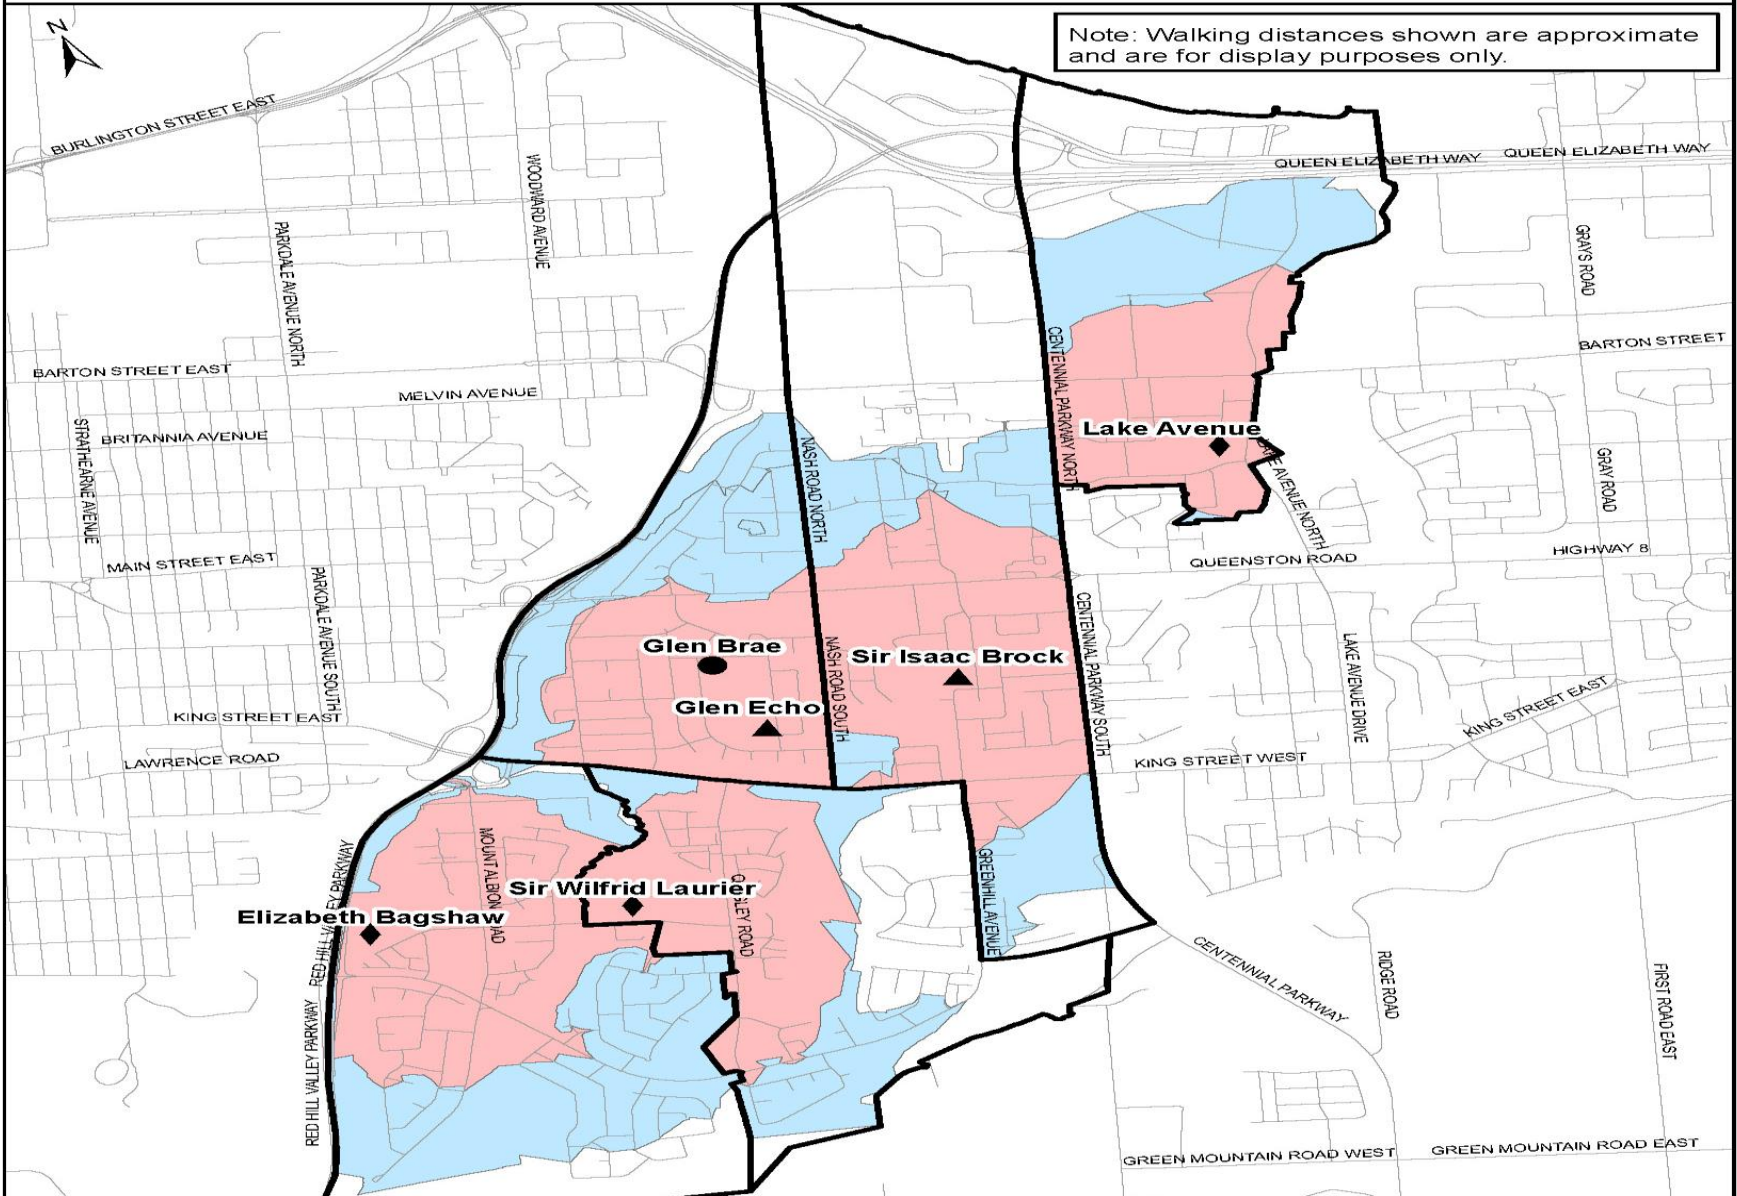 N
Note: Walking distances shown are approximate
and are for display purposes only.
BURLINGTON STREET EAST
QUEEN ELIZABETH WAY
QUEEN ELIZABETH WAY
WOODWARD AVENUE
PARKDALE AVENUE NORTH
GRAYS ROAD
BARTON STREET EAST
BARTON STREET
CENTENNIAL PARKWAY NORTH
MELVIN AVENUE
STRATHEARNE AVENUE
BRITANNIA AVENUE
Lake Avenue
NASH ROAD NORTH
LAKE AVENUE NORTH
GRAY ROAD
MAIN STREET EAST
QUEENSTON ROAD
HIGHWAY 8
PARKDALE AVENUE SOUTH
CENTENNIAL PARKWAY SOUTH
Glen Brae
Sir Isaac Brock
NASH ROAD SOUTH
LAKE AVENUE DRIVE
Glen Echo
KING STREET EAST
KING STREET EAST
LAWRENCE ROAD
KING STREET WEST
MOUNT ALBION ROAD
RED HILL VALLEY PARKWAY
GREENHILL AVENUE
Sir Wilfrid Laurier
Elizabeth Bagshaw
ROAD
CENTENNIAL PARKWAY
RIDGE ROAD
FIRST ROAD EAST
RED HILL VALLEY PARKWAY
GREEN MOUNTAIN ROAD WEST
GREEN MOUNTAIN ROAD EAST